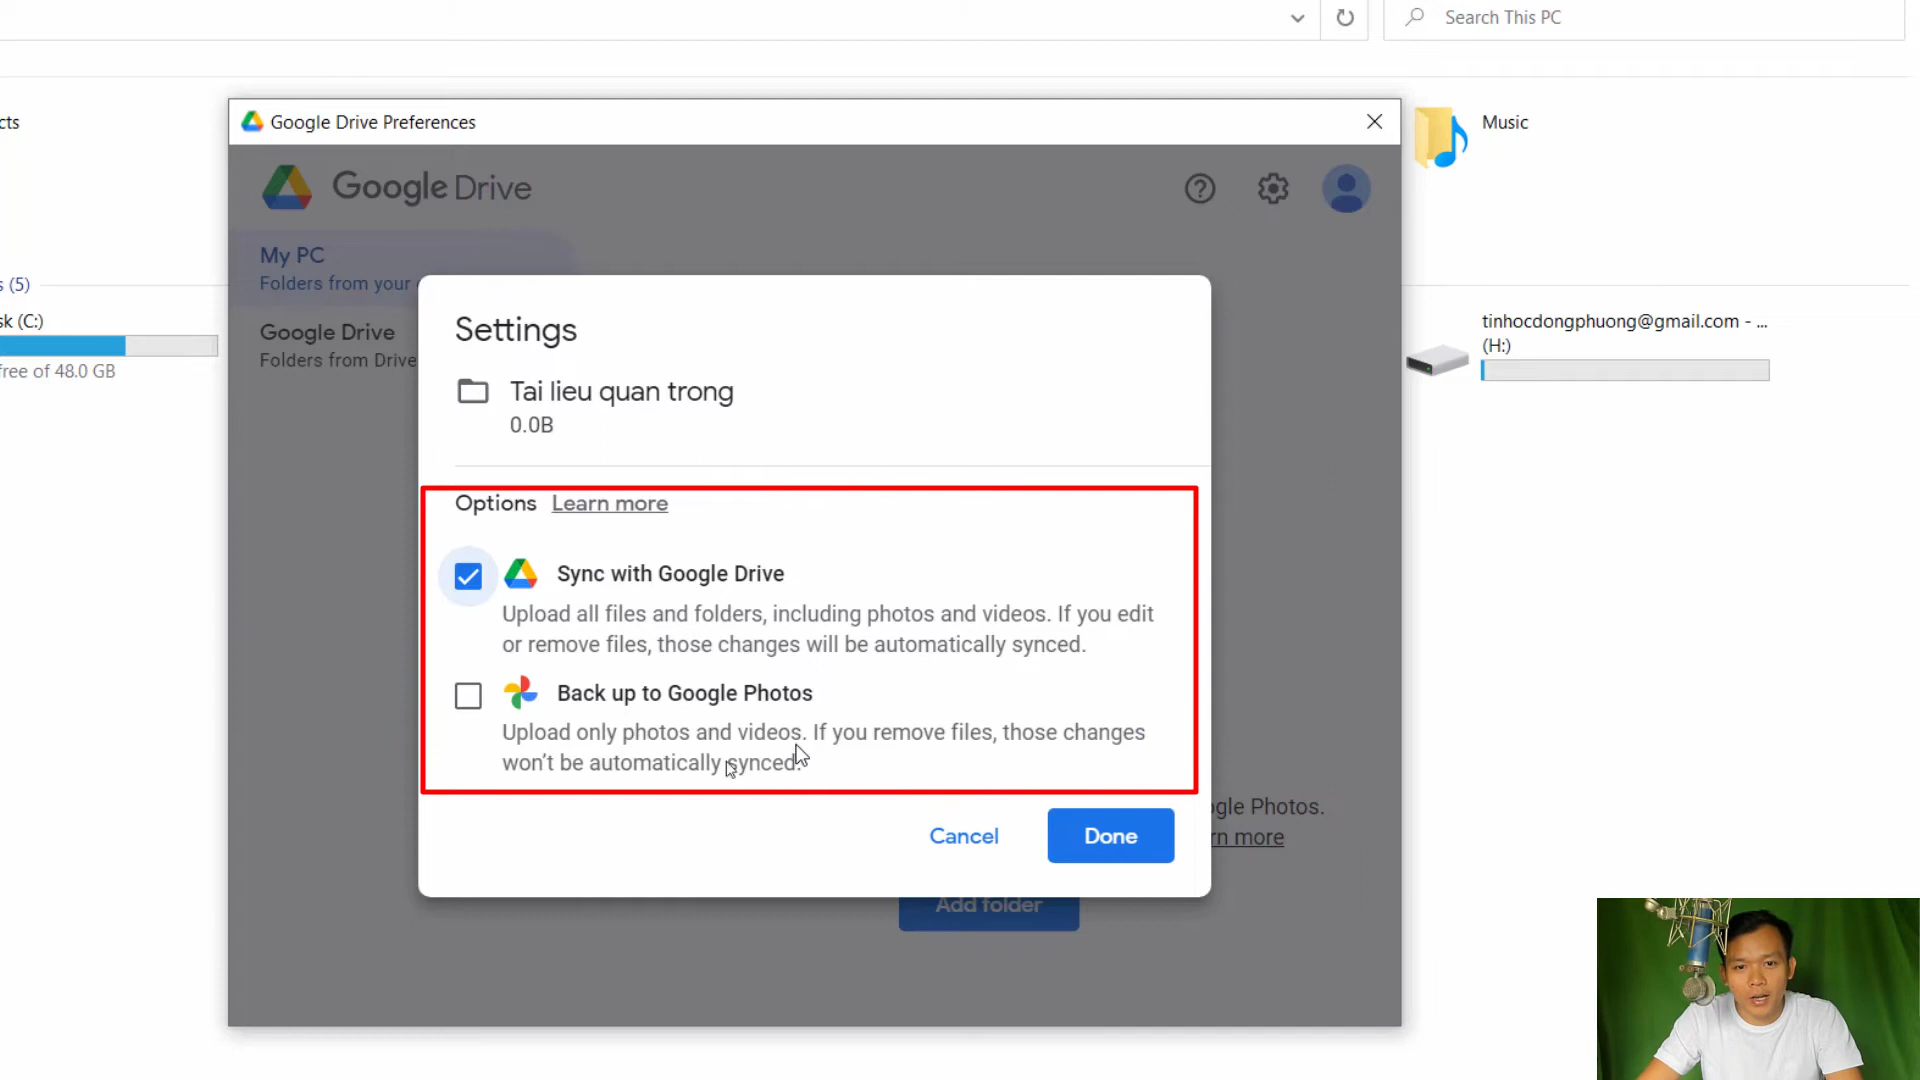 Search This PC
cts
Google Drive Preferences
Music
Google Drive
My PC
Folders from your
s (5)
Settings
sk (C:)
Google Drive
tinhocdongphuong@gmail.com - ...
(H:)
free of 48.0 GB
Folders from Drive
Tai lieu quan trong
0.0B
Options Learn more
Sync with Google Drive
Upload all files and folders, including photos and videos. If you edit
or remove files, those changes will be automatically synced.
Back up to Google Photos
Upload only photos and videos. If you remove files, those changes
won't be automatically synced.
ogle Photos.
Cancel
Done
rn more
Add folder